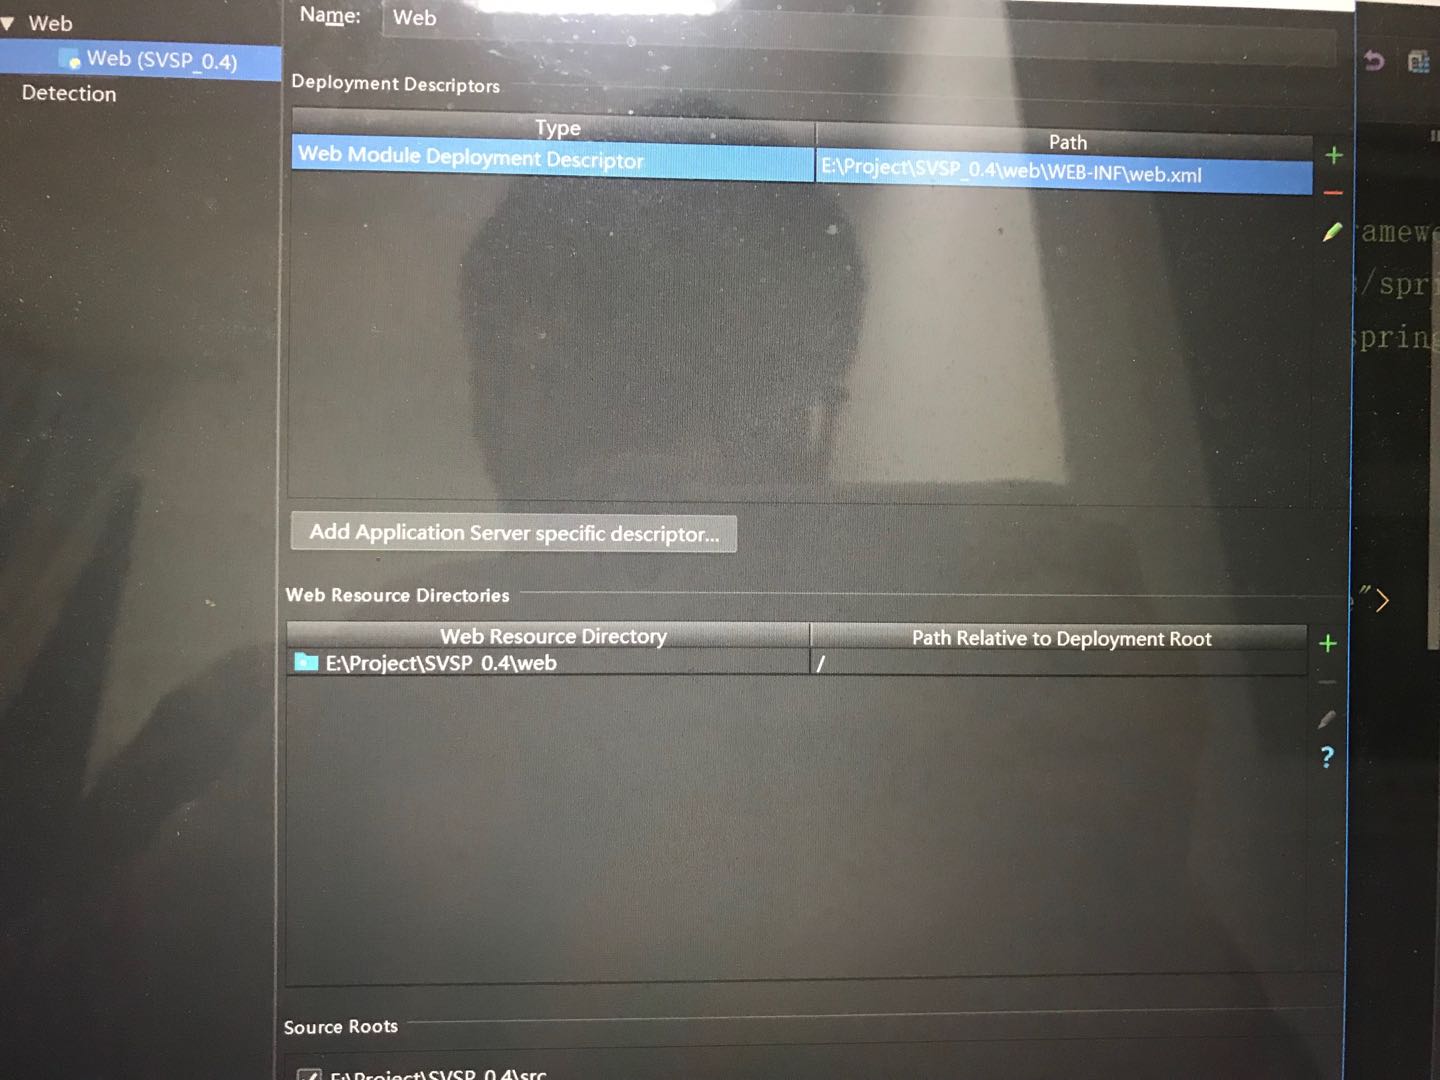 Web
Web (SVSP_0.4)
Detection
Name: Web
Deployment Descriptors
Type Path
Web Module Deployment Descriptor E:\Project\SVSP_0.4\web\WEB-INF\web.xml
Add Application Server specific descriptor...
Web Resource Directories
Web Resource Directory Path Relative to Deployment Root
E:\Project\SVSP_0.4\web /
?
Source Roots
E:\Project\SVSP_0.4\src
amew
/spri
spring
">